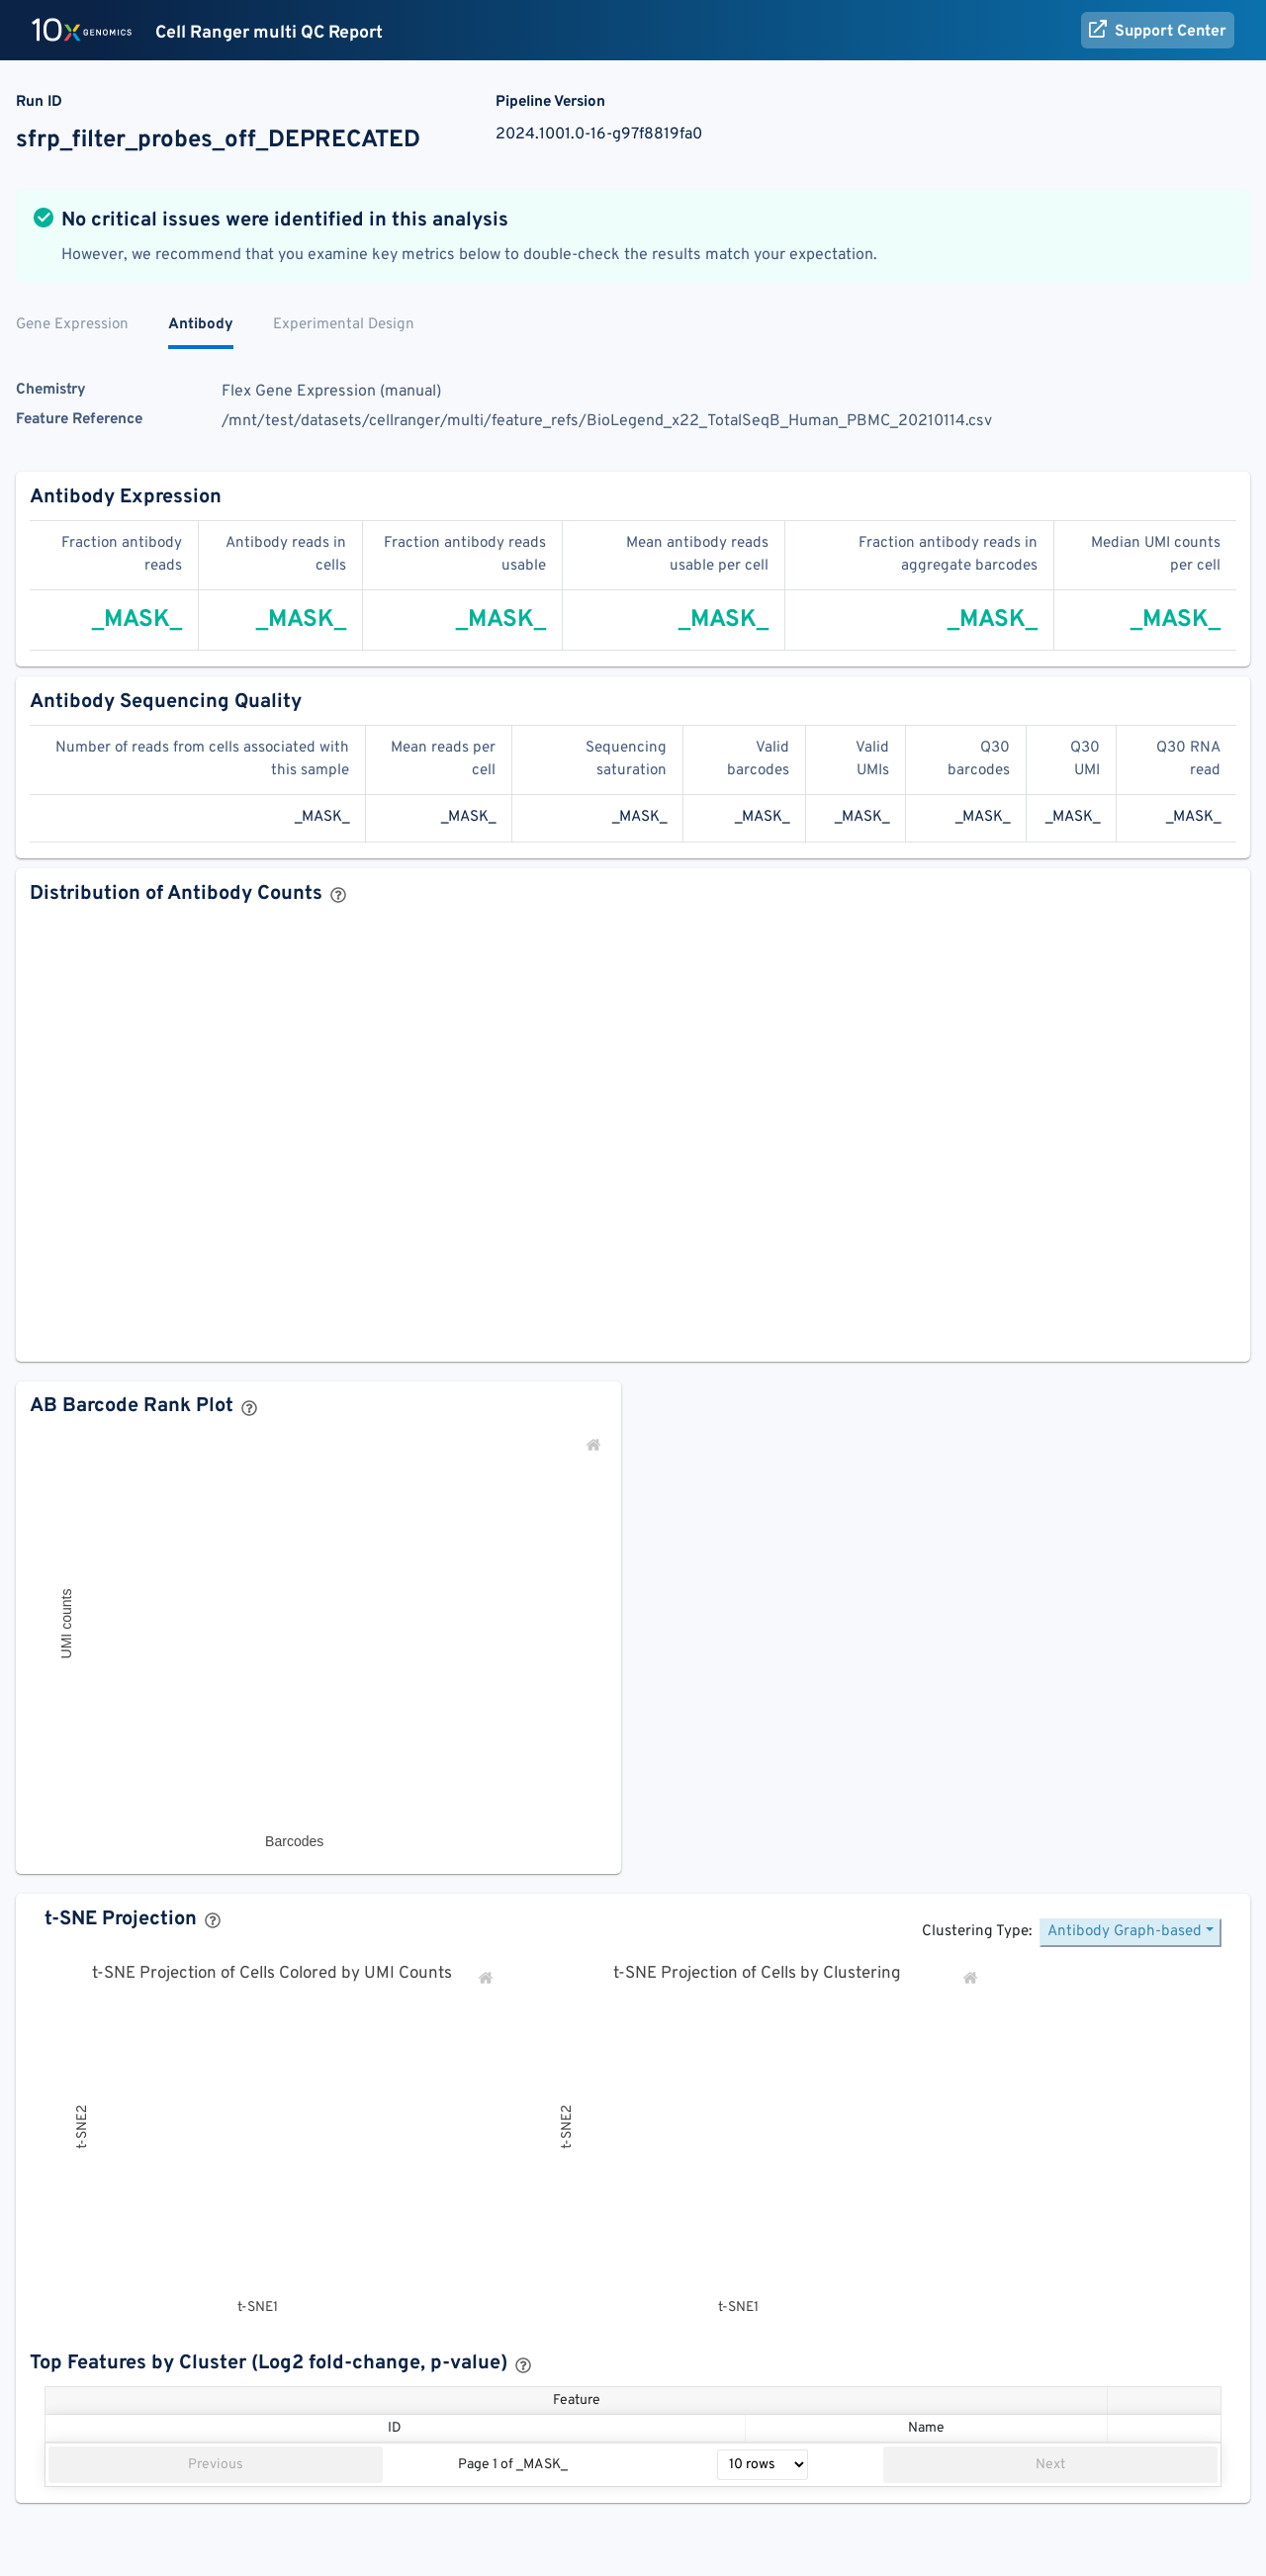 10x GENOMICS Cell Ranger multi QC Report Support Center
Run ID Pipeline Version
sfrp_filter_probes_off_DEPRECATED 2024.1001.0-16-g97f8819fa0
No critical issues were identified in this analysis
However, we recommend that you examine key metrics below to double-check the results match your expectation.
Gene Expression Antibody Experimental Design
Chemistry Flex Gene Expression (manual)
Feature Reference /mnt/test/datasets/cellranger/multi/feature_refs/BioLegend_x22_TotalSeqB_Human_PBMC_20210114.csv
Antibody Expression
Fraction antibody Antibody reads in Fraction antibody reads Mean antibody reads Fraction antibody reads in Median UMI counts
reads cells usable usable per cell aggregate barcodes per cell
_MASK_ _MASK_ _MASK_ _MASK_ _MASK_ _MASK_
Antibody Sequencing Quality
Number of reads from cells associated with Mean reads per Sequencing Valid Valid Q30 Q30 Q30 RNA
this sample cell saturation barcodes UMIs barcodes UMI read
_MASK_ _MASK_ _MASK_ _MASK_ _MASK_ _MASK_ _MASK_ _MASK_
Distribution of Antibody Counts ?
AB Barcode Rank Plot ?
UMI counts
Barcodes
t-SNE Projection ?
Clustering Type: Antibody Graph-based
t-SNE Projection of Cells Colored by UMI Counts t-SNE Projection of Cells by Clustering
t-SNE2 t-SNE2
t-SNE1 t-SNE1
Top Features by Cluster (Log2 fold-change, p-value) ?
Feature
ID Name
Previous Page 1 of _MASK_ 10 rows Next